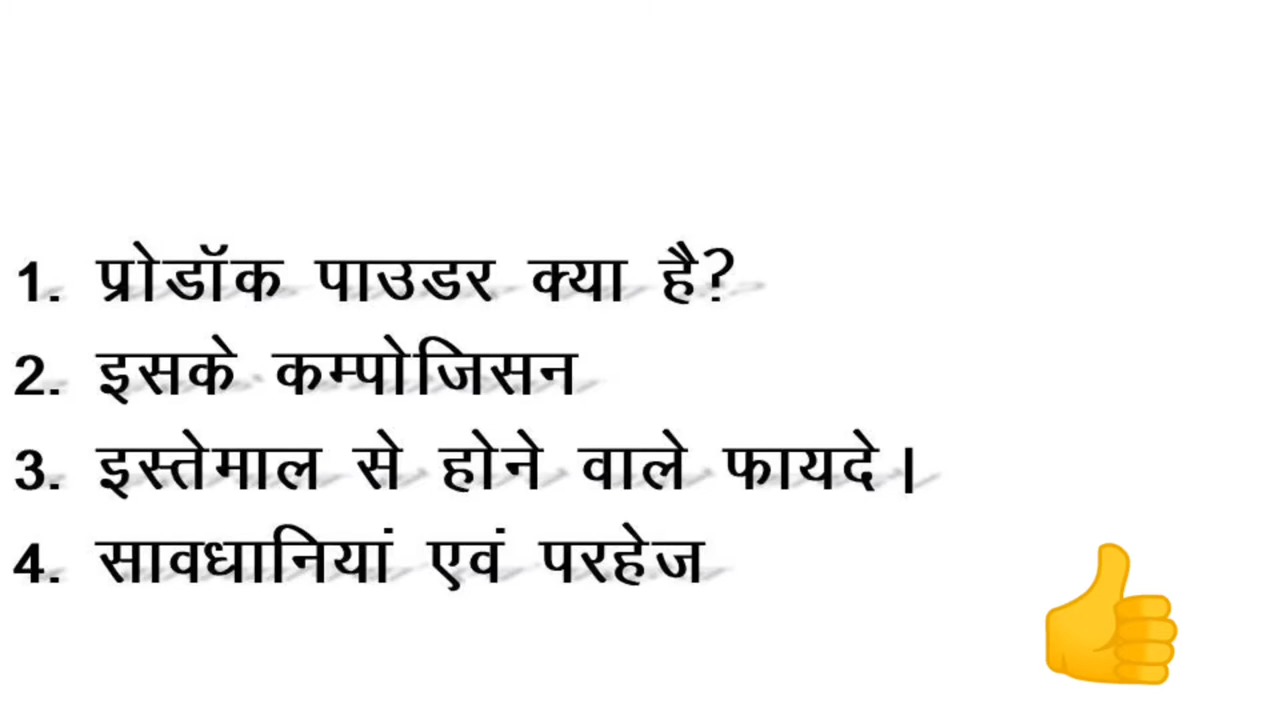 1. प्रोडॉक पाउडर क्या है?
2. इसके कम्पोजिसन
3. इस्तेमाल से होने वाले फायदे।
4. सावधानियां एवं परहेज